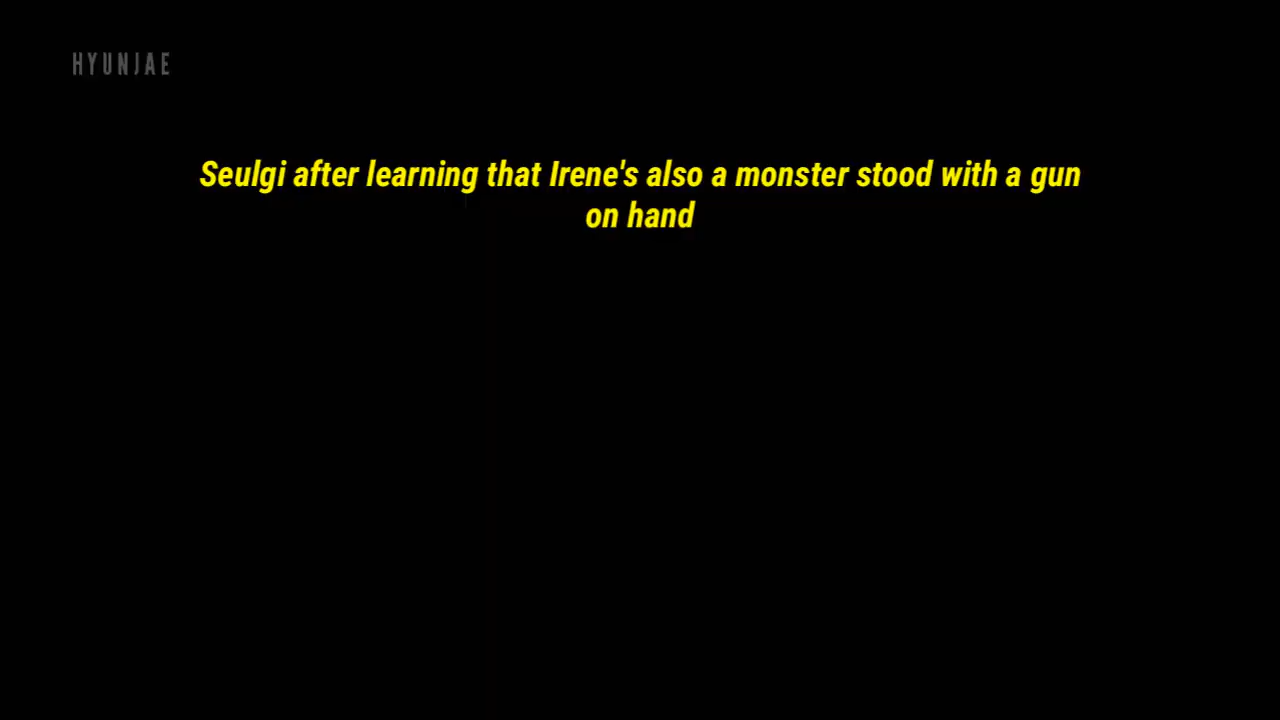 HYUNJAE
Seulgi after learning that Irene's also a monster stood with a gun
on hand